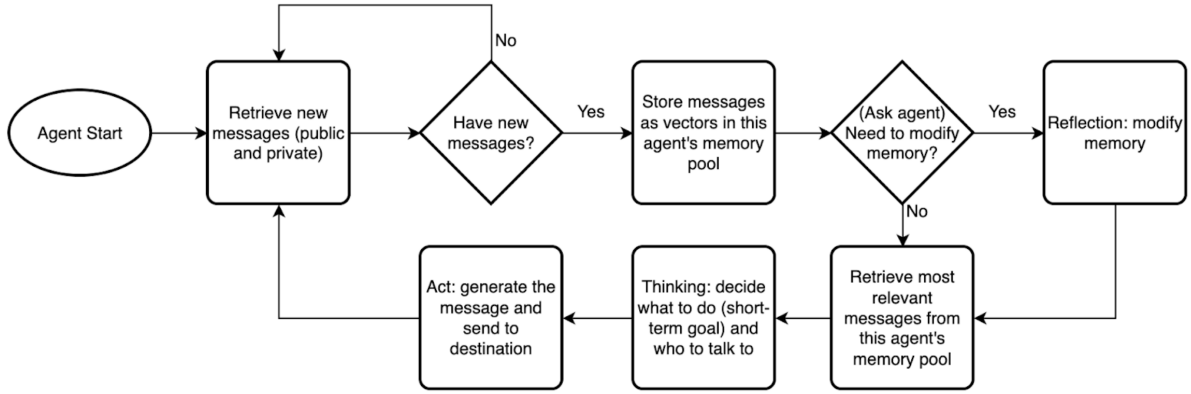 No
Agent Start
Retrieve new
messages (public
and private)
Have new
messages?
Yes
Store messages
as vectors in this
agent's memory
pool
(Ask agent)
Need to modify
memory?
Yes
Reflection: modify
memory
No
Act: generate the
message and
send to
destination
Thinking: decide
what to do (short-
term goal) and
who to talk to
Retrieve most
relevant
messages from
this agent's
memory pool